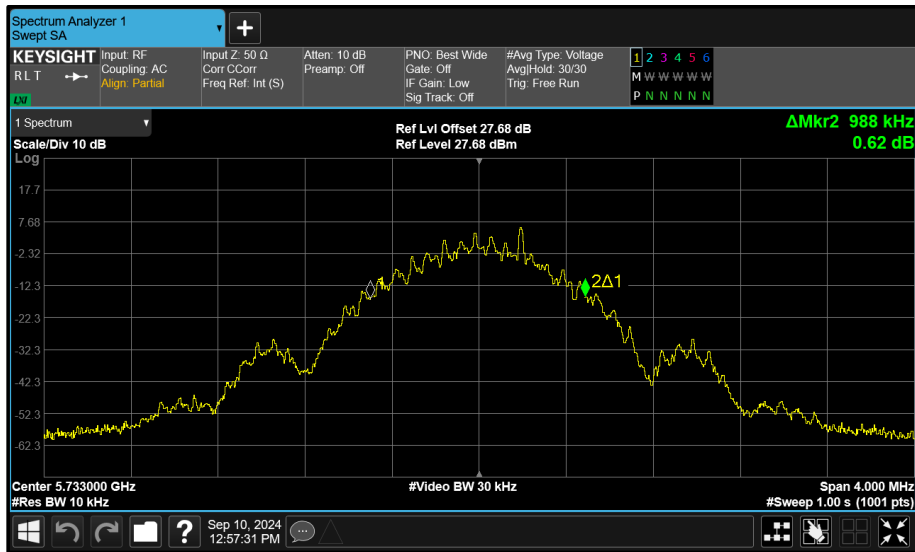 Spectrum Analyzer 1
Swept SA
KEYSIGHT
R L T
LXI
Input: RF
Coupling: AC
Align: Partial
Input Z: 50 Ω
Corr CCorr
Freq Ref: Int (S)
Atten: 10 dB
Preamp: Off
PNO: Best Wide
Gate: Off
IF Gain: Low
Sig Track: Off
#Avg Type: Voltage
Avg|Hold: 30/30
Trig: Free Run
1 2 3 4 5 6
M W W W W W
P N N N N N
1 Spectrum
Scale/Div 10 dB
Ref Lvl Offset 27.68 dB
Ref Level 27.68 dBm
ΔMkr2 988 kHz
0.62 dB
Log
17.7
7.68
-2.32
-12.3
-22.3
-32.3
-42.3
-52.3
-62.3
1
2Δ1
Center 5.733000 GHz
#Res BW 10 kHz
#Video BW 30 kHz
Span 4.000 MHz
#Sweep 1.00 s (1001 pts)
?
Sep 10, 2024
12:57:31 PM